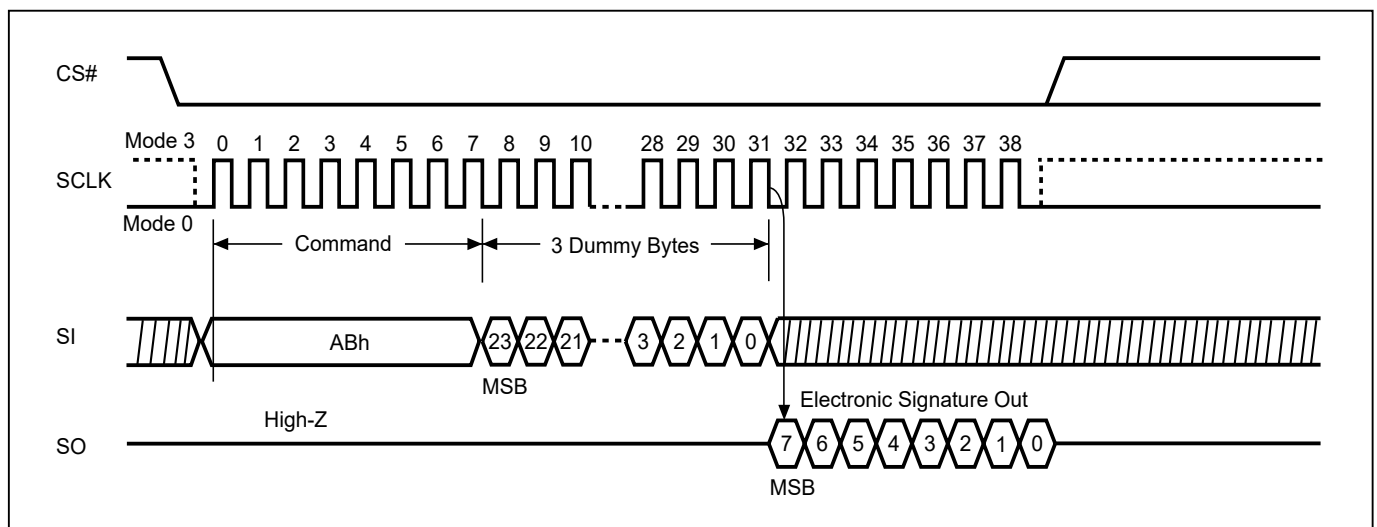 CS#
Mode 3 0 1 2 3 4 5 6 7 8 9 10 28 29 30 31 32 33 34 35 36 37 38
SCLK
Mode 0
Command 3 Dummy Bytes
SI ABh 23 22 21 3 2 1 0
MSB
Electronic Signature Out
High-Z
SO 7 6 5 4 3 2 1 0
MSB